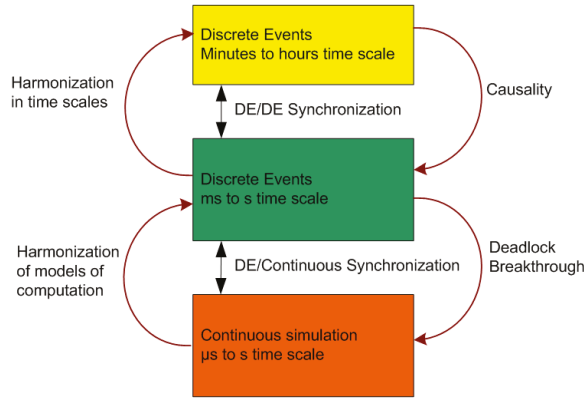 Discrete Events
Minutes to hours time scale
Harmonization
in time scales
Causality
DE/DE Synchronization
Discrete Events
ms to s time scale
Harmonization
of models of
computation
Deadlock
Breakthrough
DE/Continuous Synchronization
Continuous simulation
µs to s time scale